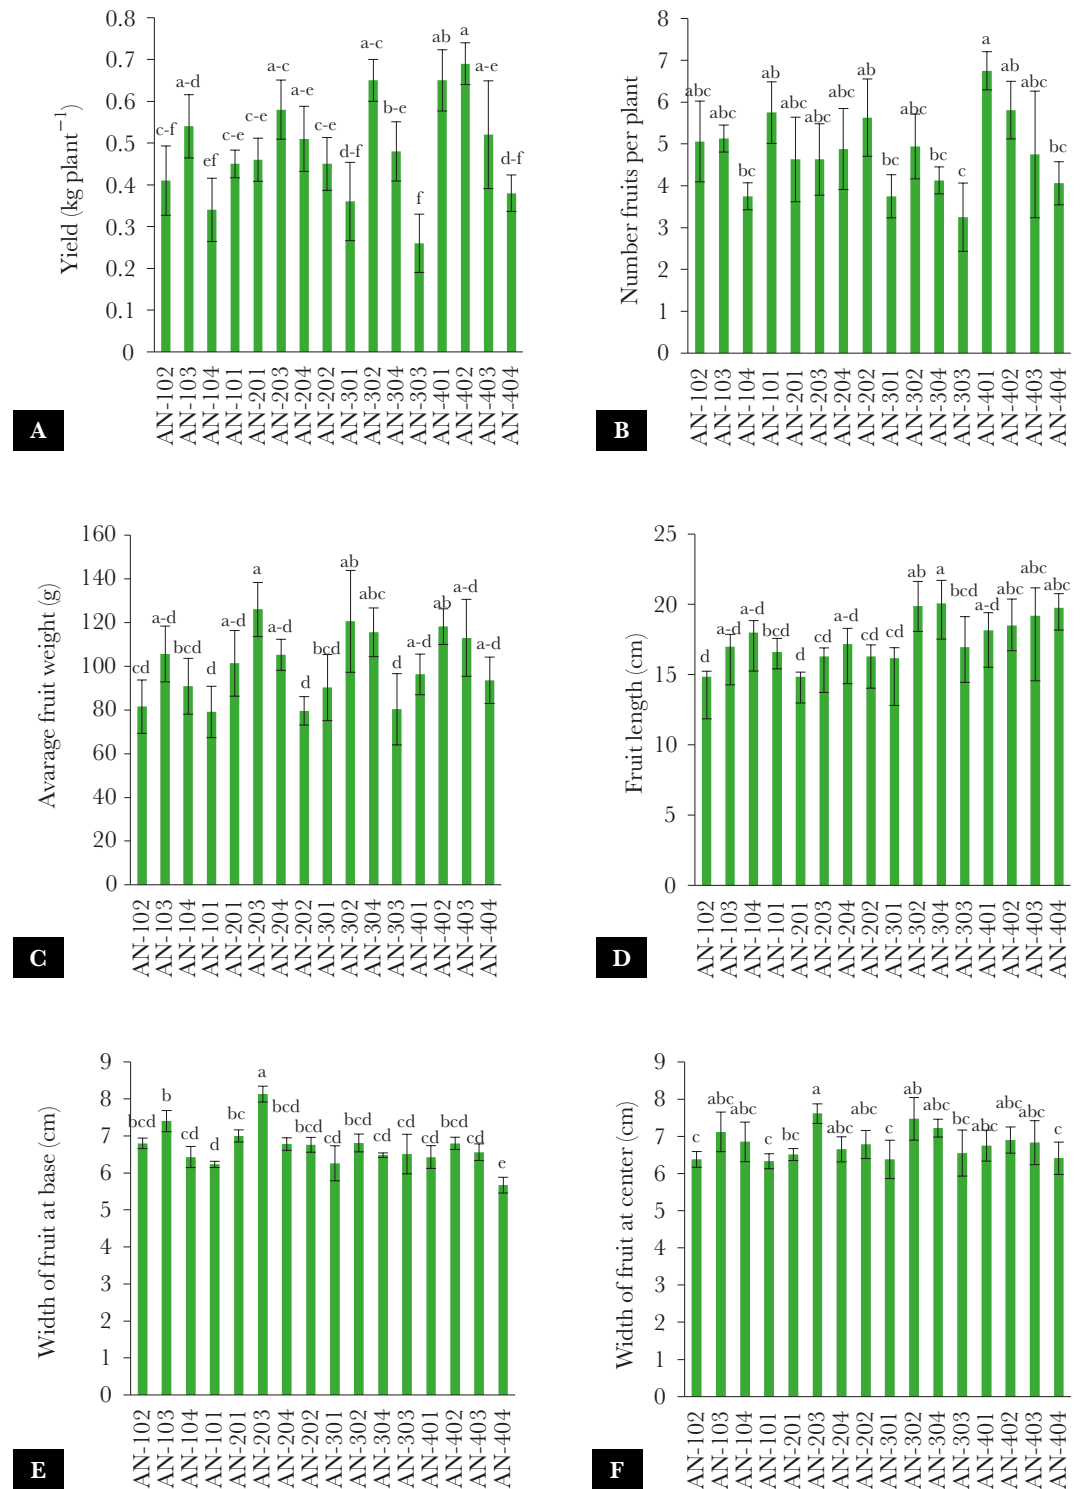 0.8
0.7
0.6
0.5
0.4
0.3
0.2
0.1
0
Yield (kg plant−1)
c-f a-d ef c-e c-e a-c a-e c-e d-f a-c b-e f ab a a-e d-f
AN-102 AN-103 AN-104 AN-101 AN-201 AN-203 AN-204 AN-202 AN-301 AN-302 AN-304 AN-303 AN-401 AN-402 AN-403 AN-404
A
8
7
6
5
4
3
2
1
0
Number fruits per plant
abc abc bc ab abc abc abc ab bc abc bc c a ab abc bc
AN-102 AN-103 AN-104 AN-101 AN-201 AN-203 AN-204 AN-202 AN-301 AN-302 AN-304 AN-303 AN-401 AN-402 AN-403 AN-404
B
160
140
120
100
80
60
40
20
0
Avarage fruit weight (g)
cd a-d bcd d a-d a a-d d bcd ab abc d a-d ab a-d a-d
AN-102 AN-103 AN-104 AN-101 AN-201 AN-203 AN-204 AN-202 AN-301 AN-302 AN-304 AN-303 AN-401 AN-402 AN-403 AN-404
C
25
20
15
10
5
0
Fruit length (cm)
d a-d a-d bcd d cd a-d cd cd ab a bcd a-d abc abc abc
AN-102 AN-103 AN-104 AN-101 AN-201 AN-203 AN-204 AN-202 AN-301 AN-302 AN-304 AN-303 AN-401 AN-402 AN-403 AN-404
D
9
8
7
6
5
4
3
2
1
0
Width of fruit at base (cm)
bcd b cd d bc a bcd bcd cd bcd cd cd cd bcd cd e
AN-102 AN-103 AN-104 AN-101 AN-201 AN-203 AN-204 AN-202 AN-301 AN-302 AN-304 AN-303 AN-401 AN-402 AN-403 AN-404
E
9
8
7
6
5
4
3
2
1
0
Width of fruit at center (cm)
c abc abc c bc a abc abc c ab abc bc abc abc abc c
AN-102 AN-103 AN-104 AN-101 AN-201 AN-203 AN-204 AN-202 AN-301 AN-302 AN-304 AN-303 AN-401 AN-402 AN-403 AN-404
F